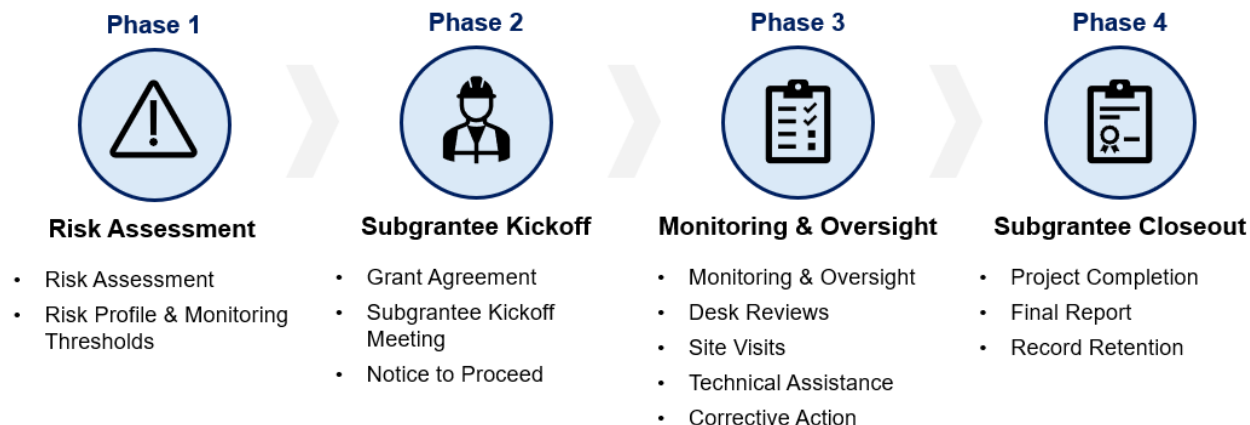 Phase 1
Risk Assessment
• Risk Assessment
• Risk Profile & Monitoring
Thresholds
Phase 2
Subgrantee Kickoff
• Grant Agreement
• Subgrantee Kickoff
Meeting
• Notice to Proceed
Phase 3
Monitoring & Oversight
• Monitoring & Oversight
• Desk Reviews
• Site Visits
• Technical Assistance
• Corrective Action
Phase 4
Subgrantee Closeout
• Project Completion
• Final Report
• Record Retention